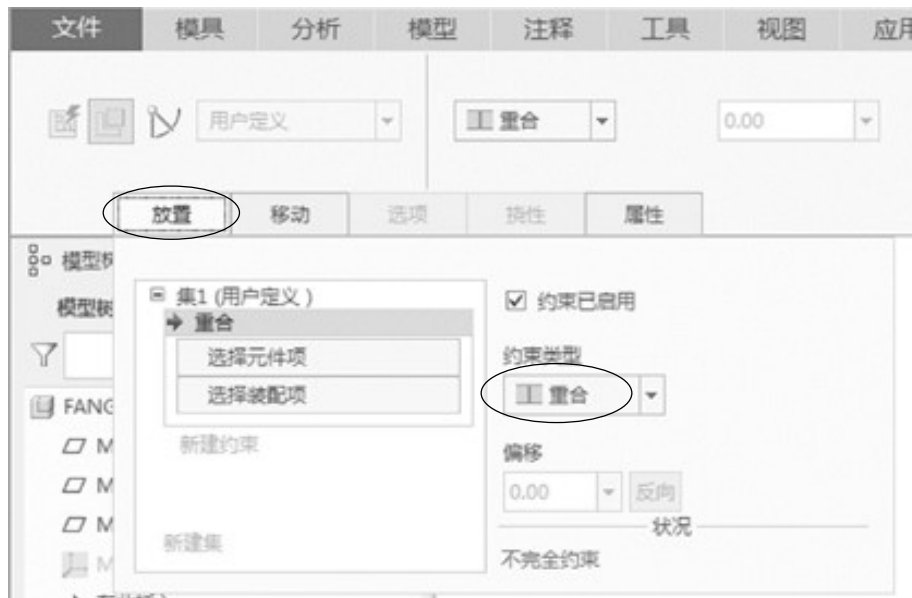 文件 模具 分析 模型 注释 工具 视图 应用
用户定义 重合 0.00
放置 移动 选项 挠性 属性
模型树
模型树
集1 (用户定义)
约束已启用
重合
选择元件项
约束类型
选择装配项
重合
FANG
M
新建约束
偏移
M
0.00 反向
M
状况
新建集
M
不完全约束